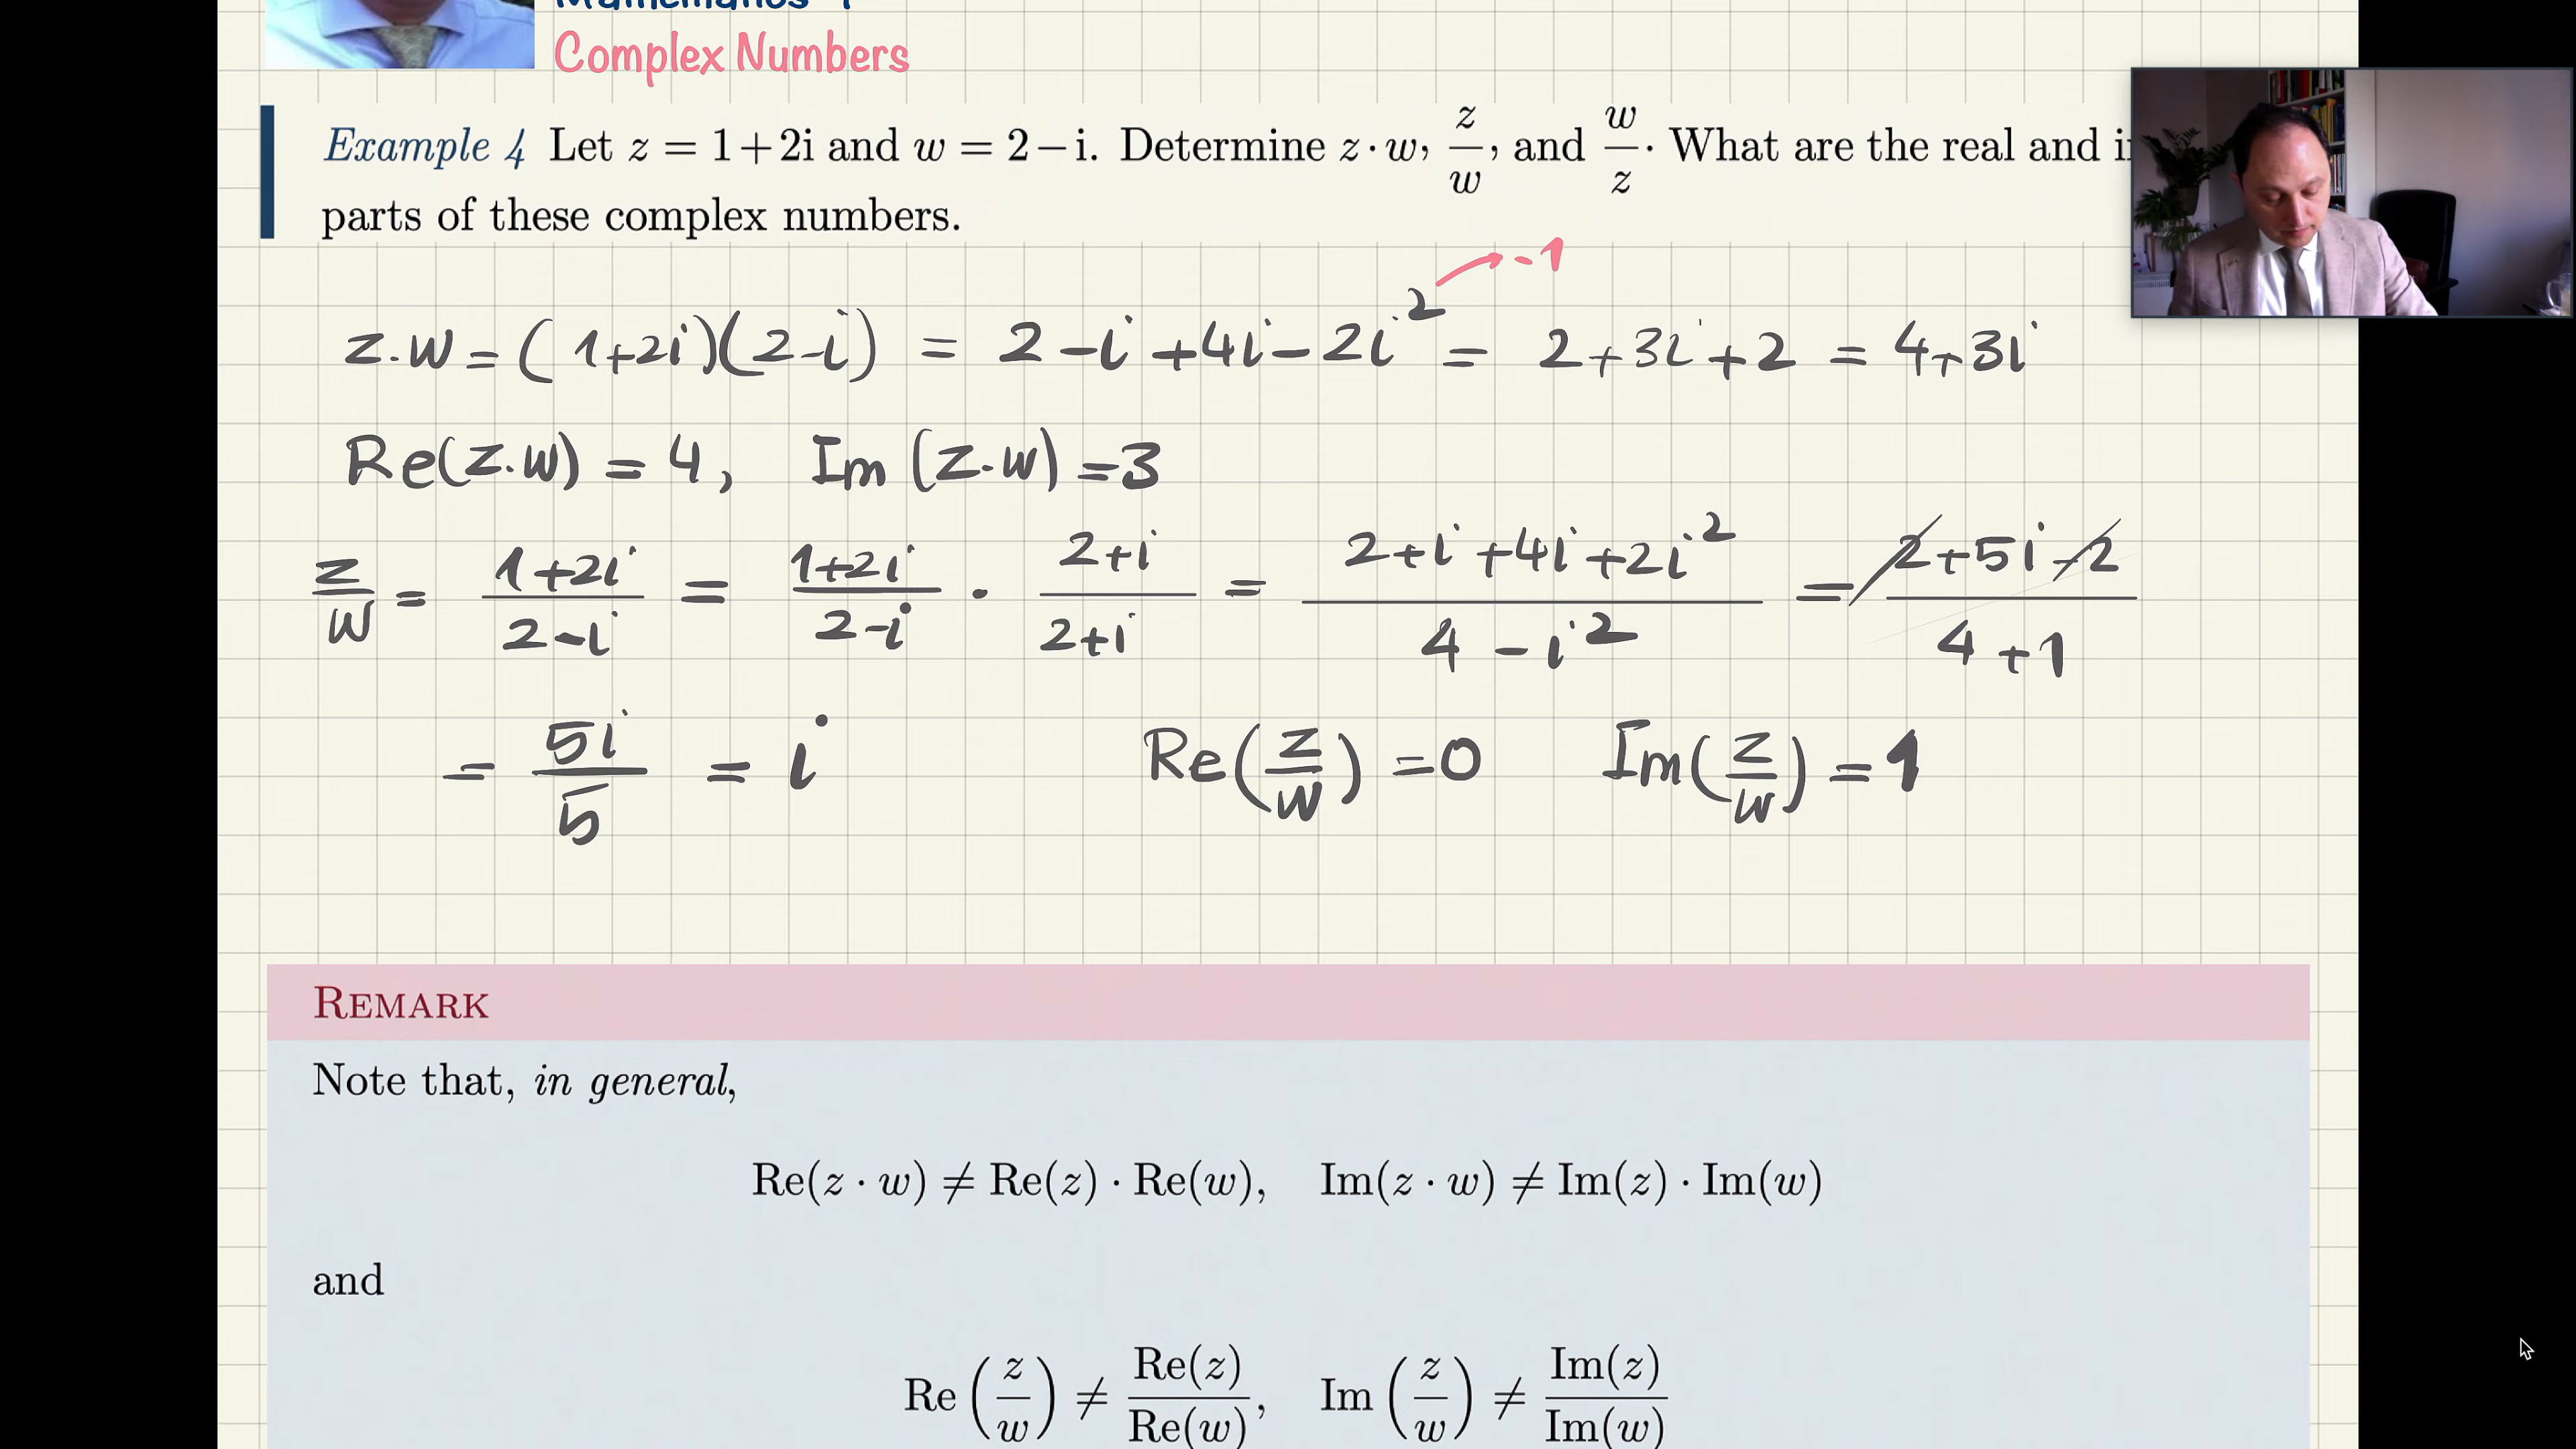 Complex Numbers
Example 4 Let z = 1+2i and w = 2−i. Determine z·w, z/w, and w/z. What are the real and
parts of these complex numbers.
-1
z.w = (1+2i)(2-i) = 2-i+4i-2i² = 2+3i+2 = 4+3i
Re(z.w) = 4, Im(z.w) = 3
z/w = (1+2i)/(2-i) = (1+2i)/(2-i) · (2+i)/(2+i) = (2+i+4i+2i²)/(4-i²) = (2+5i-2)/(4+1)
= 5i/5 = i Re(z/w) = 0 Im(z/w) = 1
REMARK
Note that, in general,
Re(z · w) ≠ Re(z) · Re(w), Im(z · w) ≠ Im(z) · Im(w)
and
Re(z/w) ≠ Re(z)/Re(w), Im(z/w) ≠ Im(z)/Im(w)